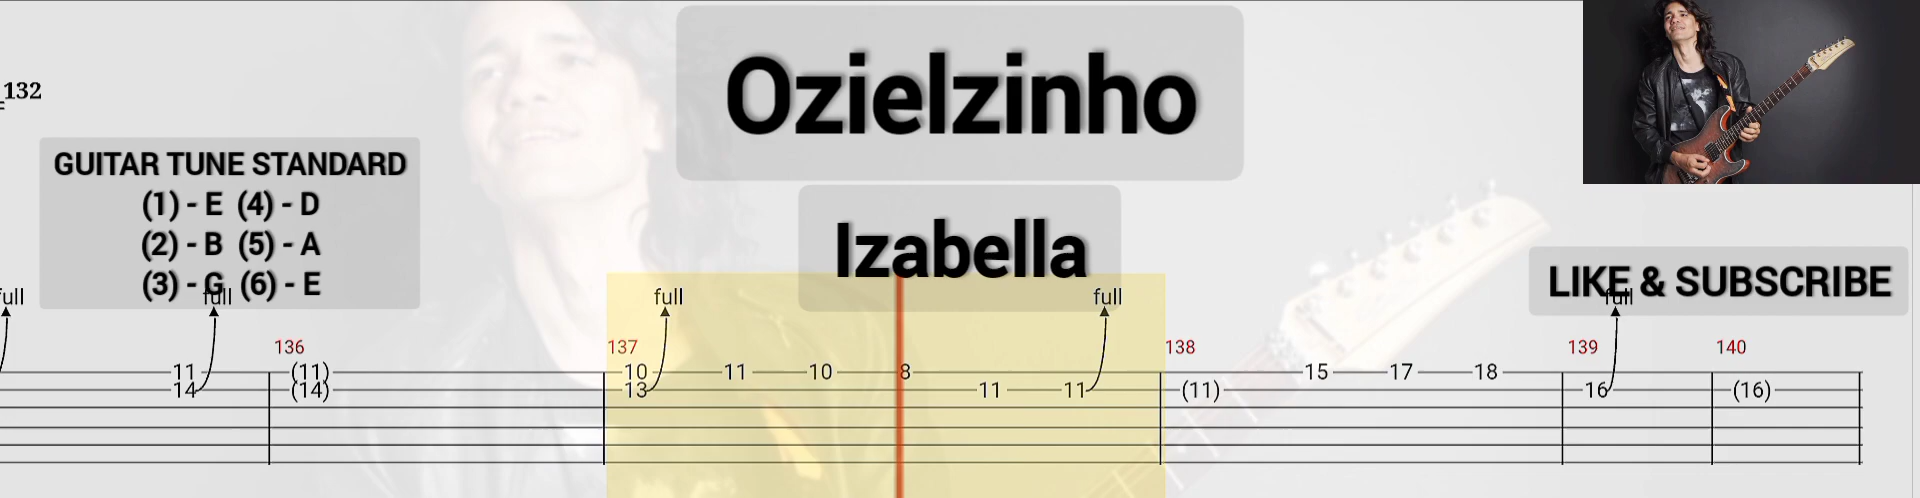 Ozielzinho
=132
GUITAR TUNE STANDARD
(1) - E (4) - D
(2) - B (5) - A
(3) - G (6) - E
Izabella
LIKE & SUBSCRIBE
full full full full full
136 137 138 139 140
11 (11) 10 11 10 8 15 17 18
14 (14) 13 11 11 (11) 16 (16)